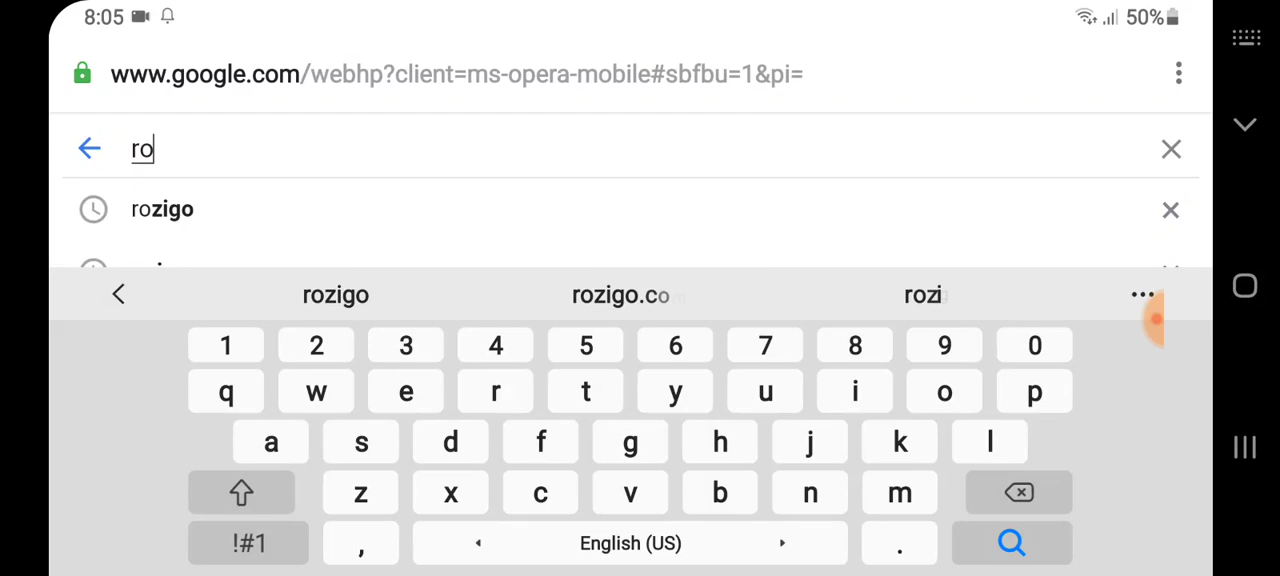 8:05 50%
www.google.com/webhp?client=ms-opera-mobile#sbfbu=1&pi=
ro
rozigo
rozigo rozigo.co rozi
1 2 3 4 5 6 7 8 9 0
q w e r t y u i o p
a s d f g h j k l
z x c v b n m
!#1 , English (US) .